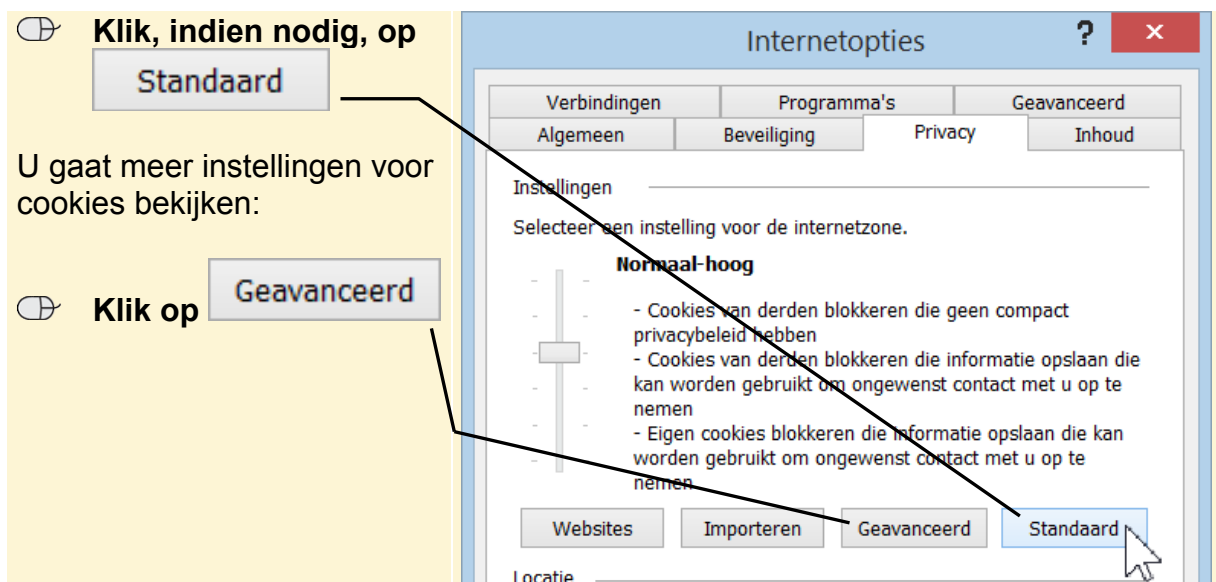 Klik, indien nodig, op
Standaard
U gaat meer instellingen voor
cookies bekijken:
Klik op Geavanceerd
Internetopties ? ×
Verbindingen Programma's Geavanceerd
Algemeen Beveiliging Privacy Inhoud
Instellingen
Selecteer een instelling voor de internetzone.
Normaal-hoog
- Cookies van derden blokkeren die geen compact
privacybeleid hebben
- Cookies van derden blokkeren die informatie opslaan die
kan worden gebruikt om ongewenst contact met u op te
nemen
- Eigen cookies blokkeren die informatie opslaan die kan
worden gebruikt om ongewenst contact met u op te
nemen
Websites Importeren Geavanceerd Standaard
Locatie